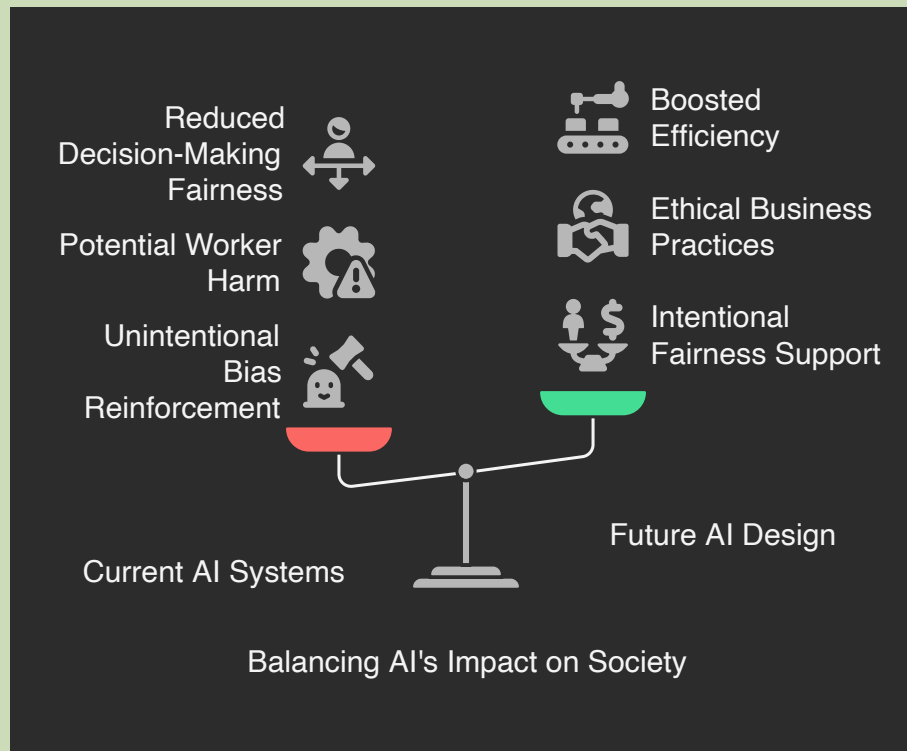 Reduced
Decision-Making
Fairness
Potential Worker
Harm
Unintentional
Bias
Reinforcement
Boosted
Efficiency
Ethical Business
Practices
Intentional
Fairness Support
Current AI Systems
Future AI Design
Balancing AI's Impact on Society